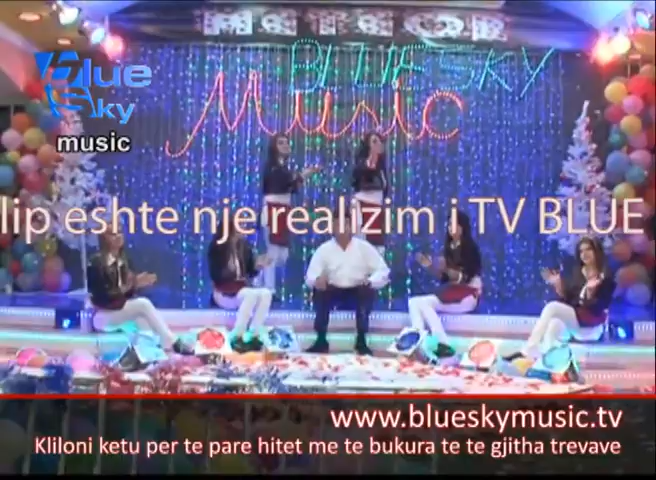 Blue
Sky
music
BLUE SKY
Music
lip eshte nje realizim i TV BLUE
www.blueskymusic.tv
Kliloni ketu per te pare hitet me te bukura te te gjitha trevave